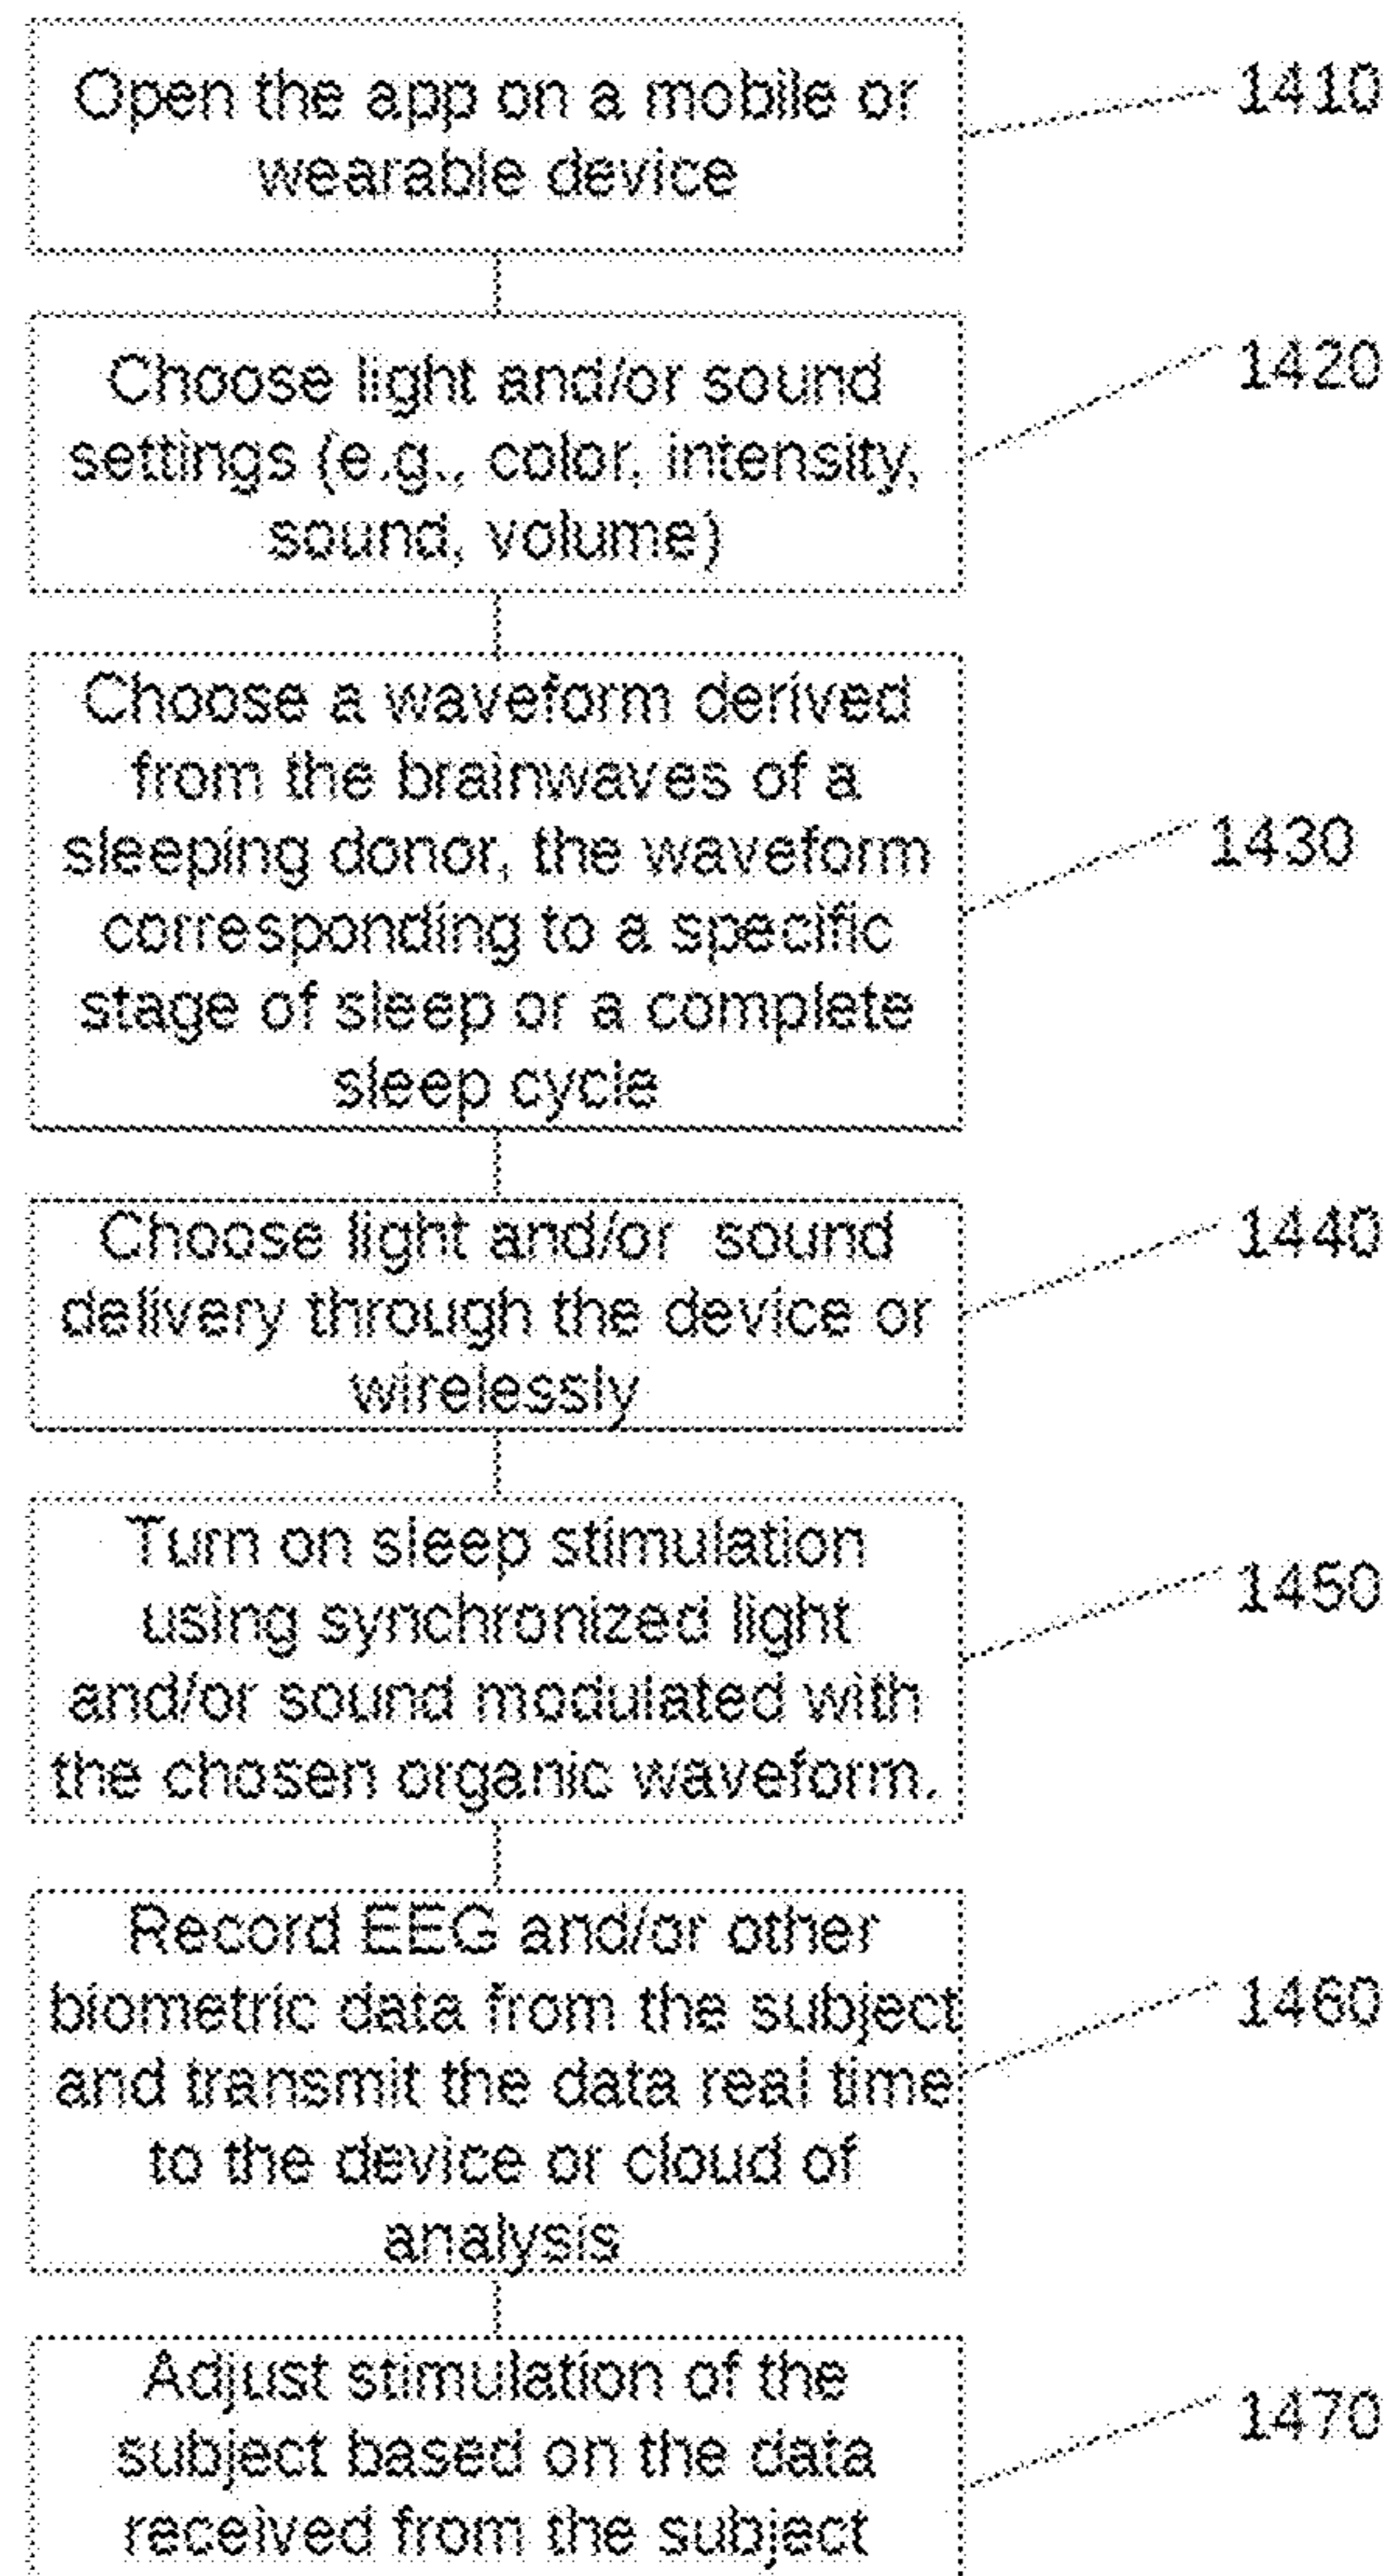 Open the app on a mobile or
wearable device
1410
Choose light and/or sound
settings (e.g., color, intensity,
sound, volume)
1420
Choose a waveform derived
from the brainwaves of a
sleeping donor, the waveform
corresponding to a specific
stage of sleep or a complete
sleep cycle
1430
Choose light and/or sound
delivery through the device or
wirelessly
1440
Turn on sleep stimulation
using synchronized light
and/or sound modulated with
the chosen organic waveform.
1450
Record EEG and/or other
biometric data from the subject
and transmit the data real time
to the device or cloud of
analysis
1460
Adjust stimulation of the
subject based on the data
received from the subject
1470